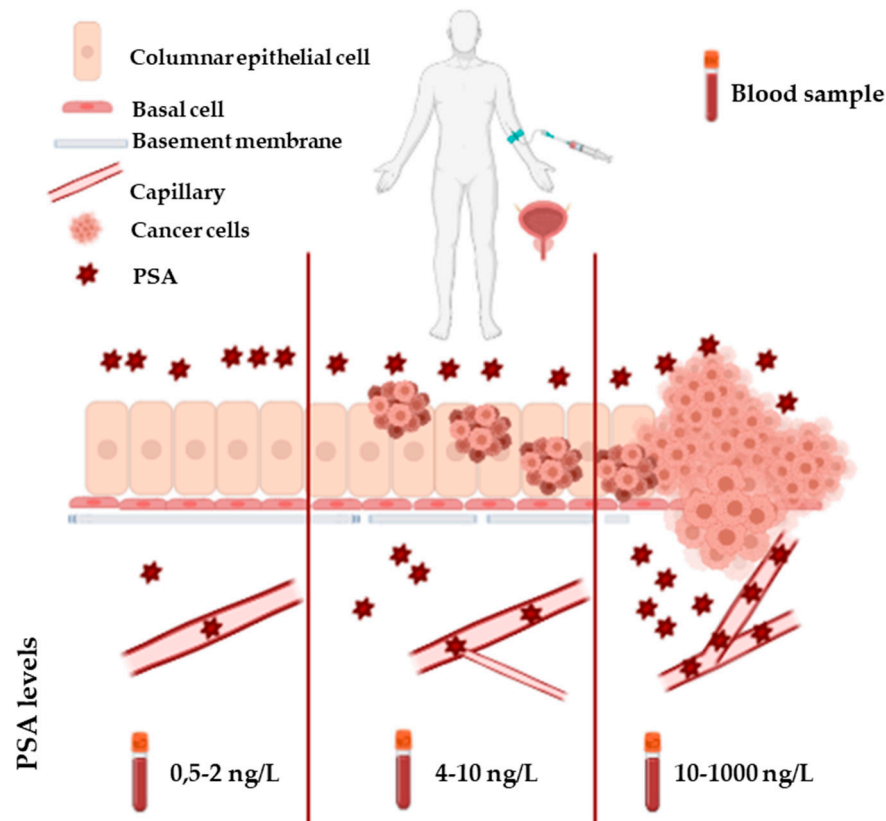 Columnar epithelial cell
Basal cell
Basement membrane
Capillary
Cancer cells
PSA
Blood sample
PSA levels
0,5-2 ng/L
4-10 ng/L
10-1000 ng/L